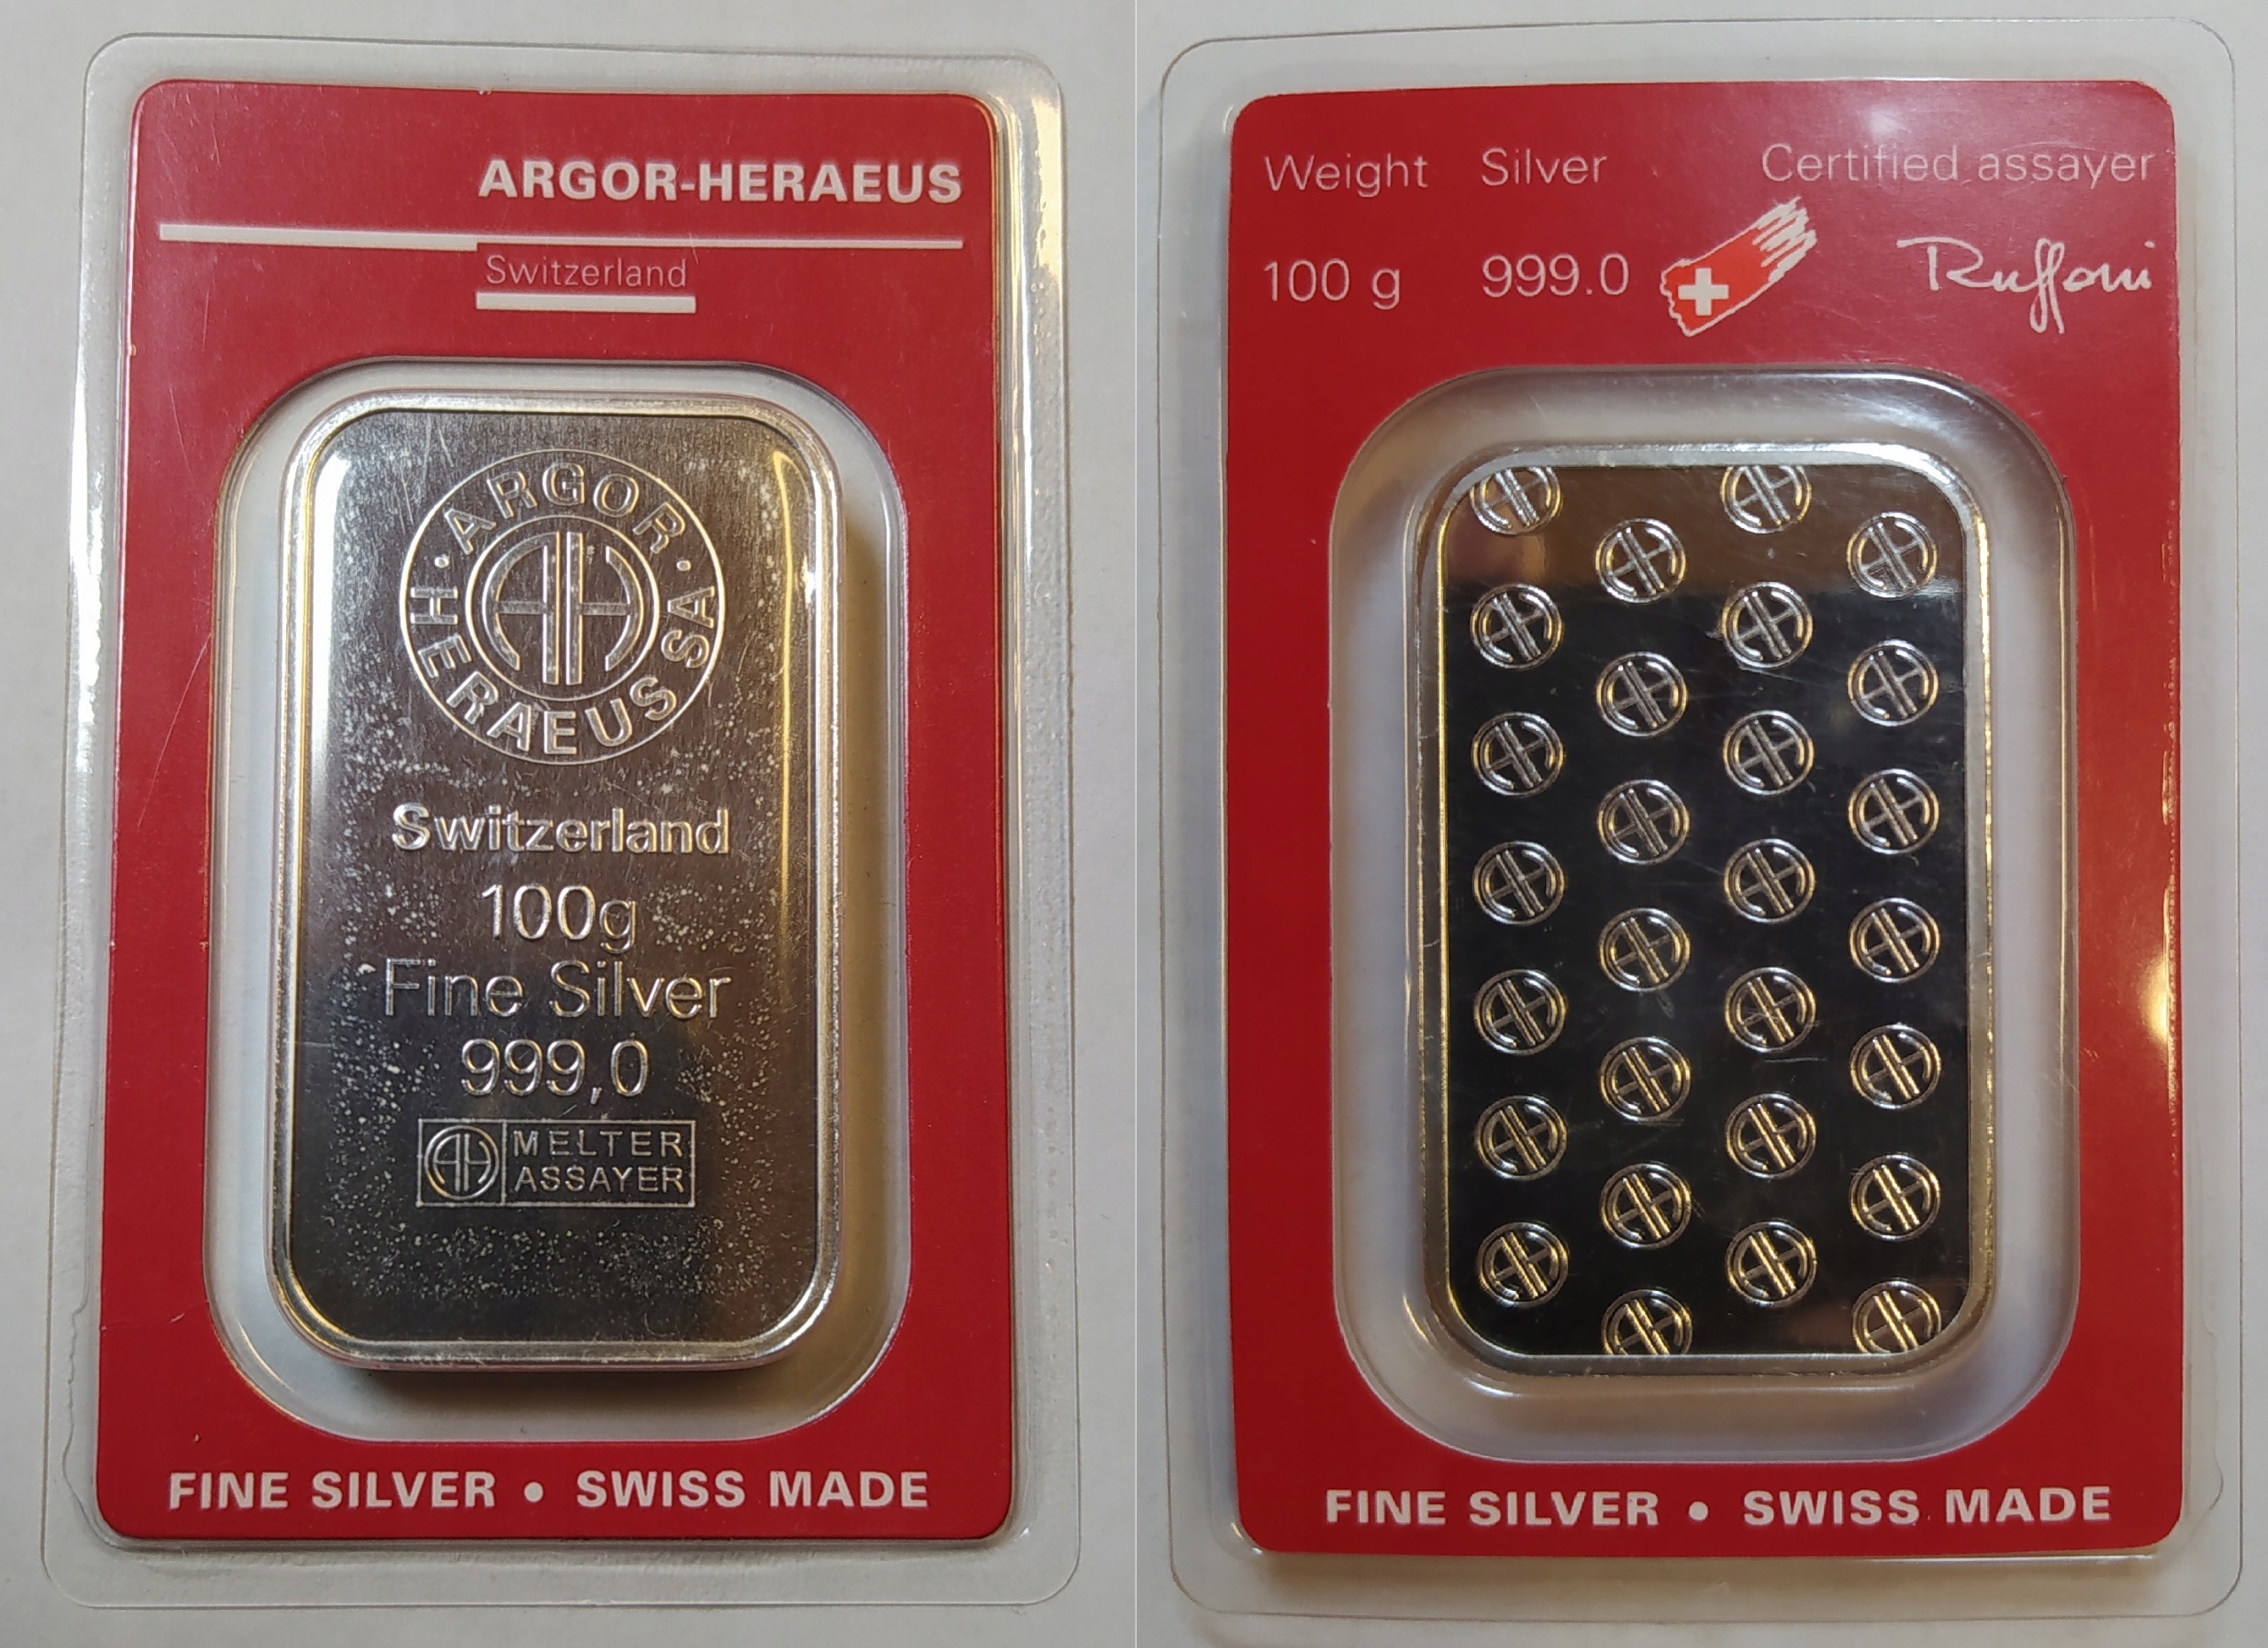 ARGOR-HERAEUS
Switzerland
· ARGOR ·
HERAEUS SA
Switzerland
100g
Fine Silver
999,0
MELTER
ASSAYER
FINE SILVER • SWISS MADE
Weight Silver Certified assayer
100 g 999.0 Ruffoni
FINE SILVER • SWISS MADE